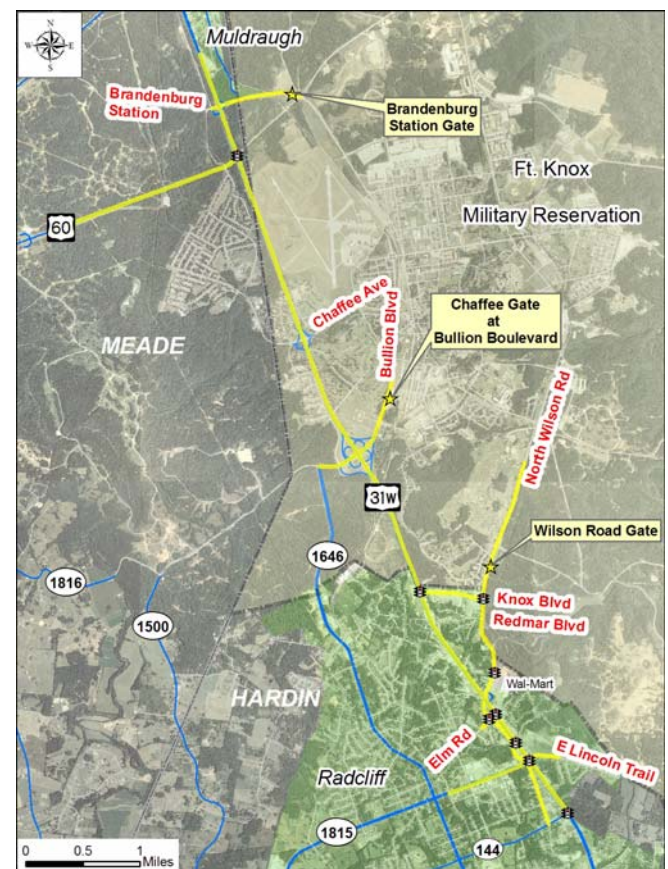 N
W E
S
Muldraugh
Brandenburg
Station
Brandenburg
Station Gate
Ft. Knox
Military Reservation
60
Chaffee Ave
Bullion Blvd
Chaffee Gate
at
Bullion Boulevard
MEADE
North Wilson Rd
31W
Wilson Road Gate
1646
1816
1500
Knox Blvd
Redmar Blvd
HARDIN
Wal-Mart
Elm Rd
E Lincoln Trail
Radcliff
1815
144
0 0.5 1
Miles